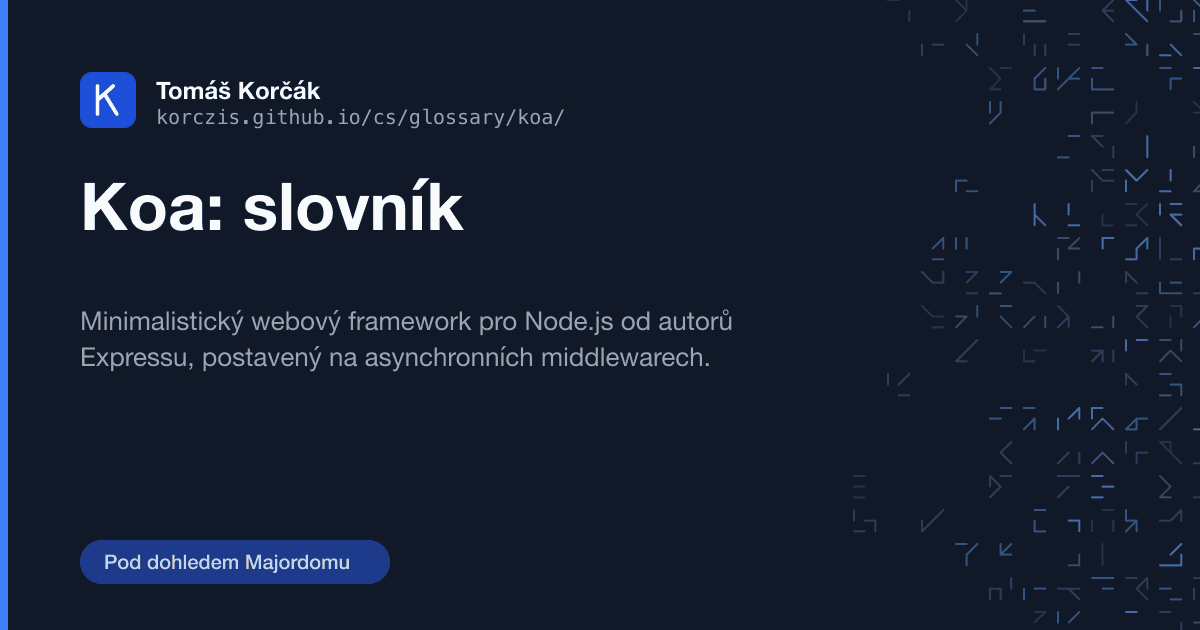 Tomáš Korčák
korczis.github.io/cs/glossary/koa/
Koa: slovník
Minimalistický webový framework pro Node.js od autorů
Expressu, postavený na asynchronních middlewarech.
Pod dohledem Majordomu